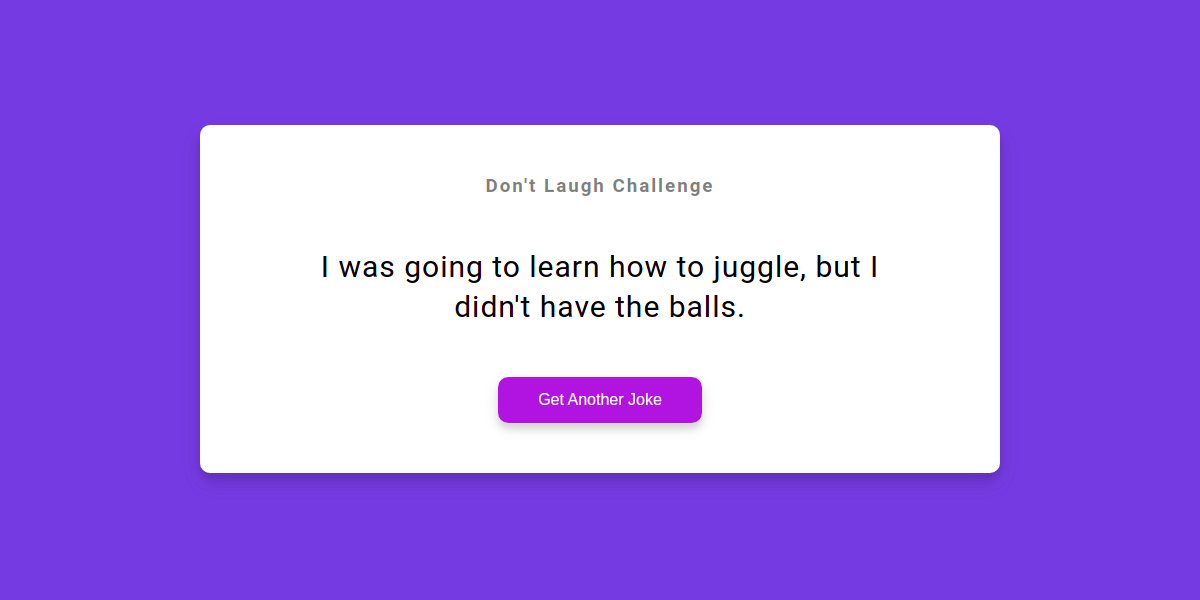 Don't Laugh Challenge
I was going to learn how to juggle, but I
didn't have the balls.
Get Another Joke